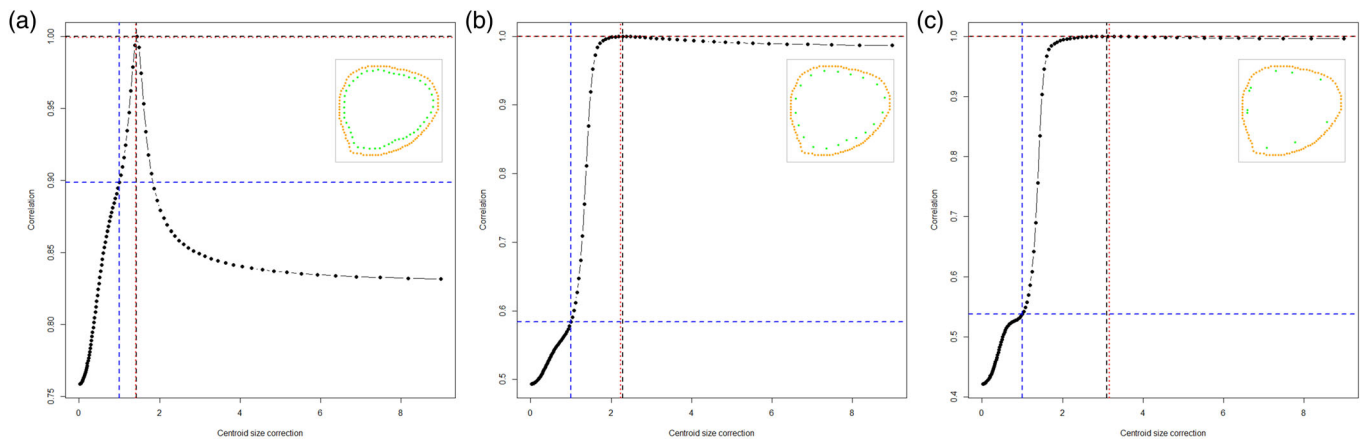 (a)
Correlation
1.00
0.95
0.90
0.85
0.80
0.75
0 2 4 6 8
Centroid size correction
(b)
Correlation
1.0
0.9
0.8
0.7
0.6
0.5
0 2 4 6 8
Centroid size correction
(c)
Correlation
1.0
0.9
0.8
0.7
0.6
0.5
0.4
0 2 4 6 8
Centroid size correction